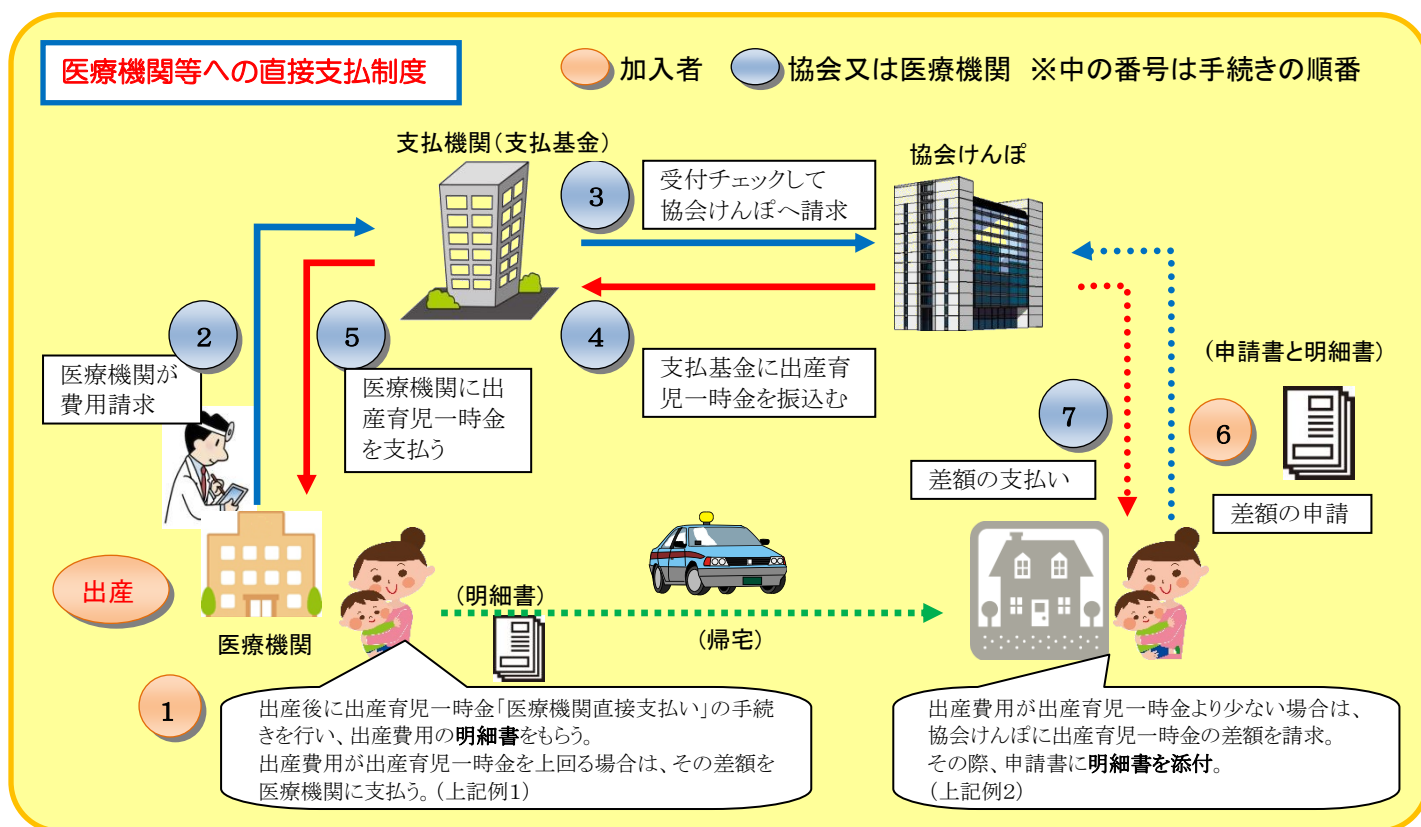 医療機関等への直接支払制度
加入者
協会又は医療機関 ※中の番号は手続きの順番
支払機関(支払基金)
協会けんぽ
3
受付チェックして
協会けんぽへ請求
2
医療機関が
費用請求
5
医療機関に出
産育児一時金
を支払う
4
支払基金に出産育
児一時金を振込む
7
差額の支払い
(申請書と明細書)
6
差額の申請
出産
医療機関
(明細書)
(帰宅)
1
出産後に出産育児一時金「医療機関直接支払い」の手続
きを行い、出産費用の明細書をもらう。
出産費用が出産育児一時金を上回る場合は、その差額を
医療機関に支払う。(上記例1)
出産費用が出産育児一時金より少ない場合は、
協会けんぽに出産育児一時金の差額を請求。
その際、申請書に明細書を添付。
(上記例2)